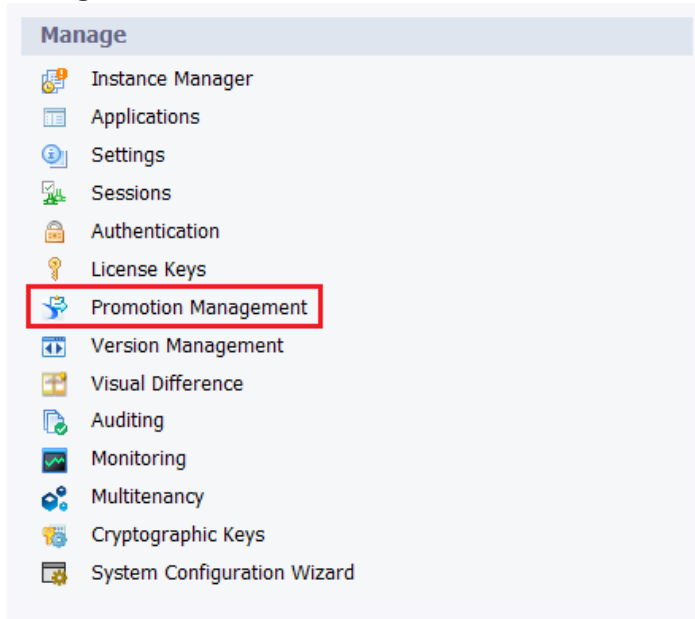 Manage
Instance Manager
Applications
Settings
Sessions
Authentication
License Keys
Promotion Management
Version Management
Visual Difference
Auditing
Monitoring
Multitenancy
Cryptographic Keys
System Configuration Wizard